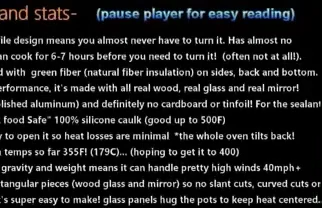 and stats- (pause player for easy reading)
ile design means you almost never have to turn it. Has almost no
an cook for 6-7 hours before you need to turn it! (often not at all!).
d with green fiber (natural fiber insulation) on sides, back and bottom.
erformance, it's made with all real wood, real glass and real mirror!
olished aluminum) and definitely no cardboard or tinfoil! For the sealant
food Safe" 100% silicone caulk (good up to 500F)
y to open it so heat losses are minimal *the whole oven tilts back!
n temps so far 355F! (179C)... (hoping to get it to 400)
gravity and weight means it can handle pretty high winds 40mph+
ctangular pieces (wood glass and mirror) so no slant cuts, curved cuts or
's super easy to make! glass panels hug the pots to keep heat centered.